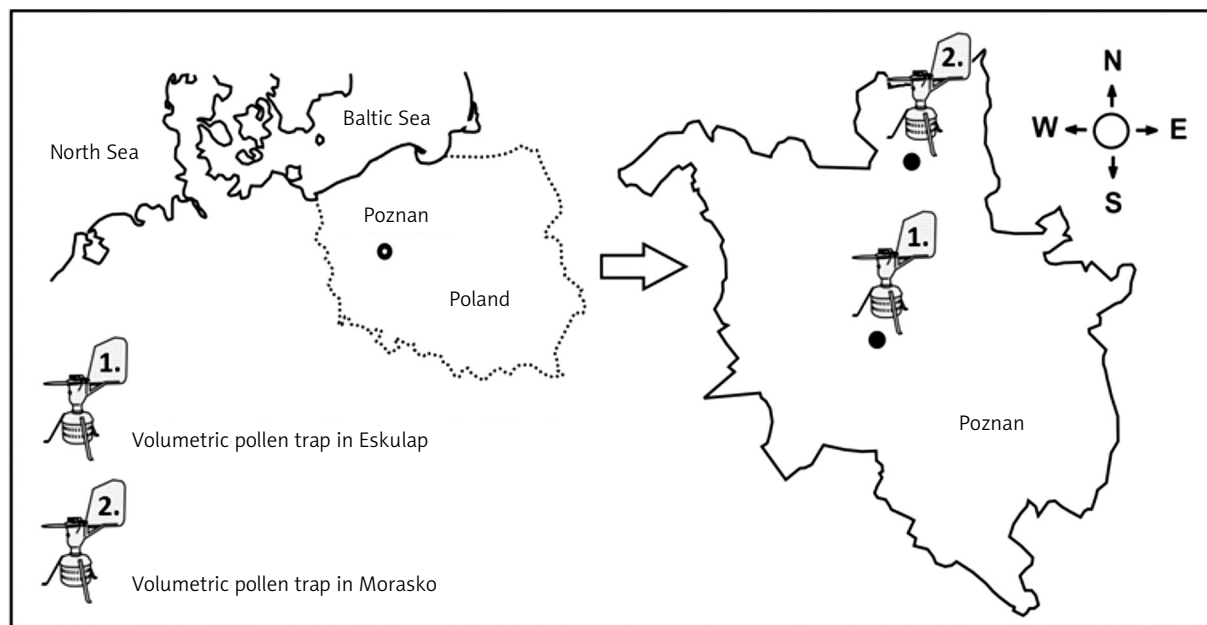 North Sea
Baltic Sea
Poznan
Poland
1.
Volumetric pollen trap in Eskulap
2.
Volumetric pollen trap in Morasko
2.
1.
Poznan
N
W E
S